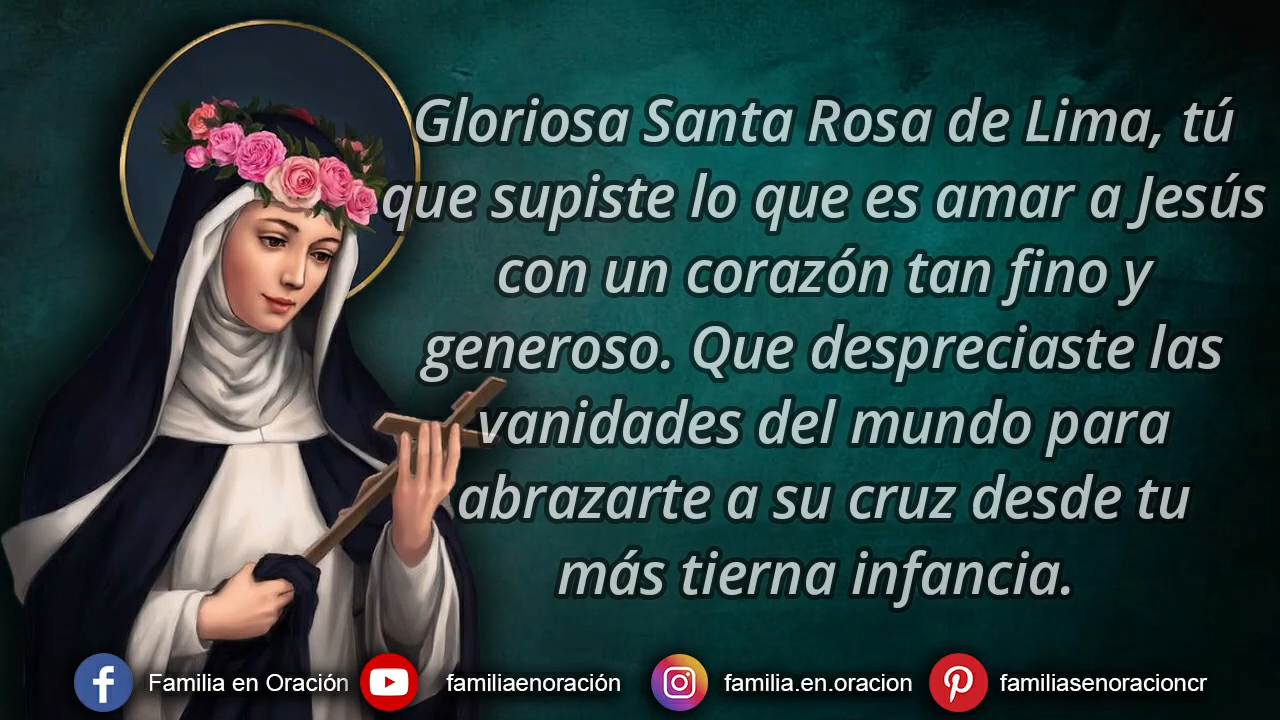 Gloriosa Santa Rosa de Lima, tú
que supiste lo que es amar a Jesús
con un corazón tan fino y
generoso. Que despreciaste las
vanidades del mundo para
abrazarte a su cruz desde tu
más tierna infancia.
Familia en Oración familiaenoración familia.en.oracion familiasenoracioncr